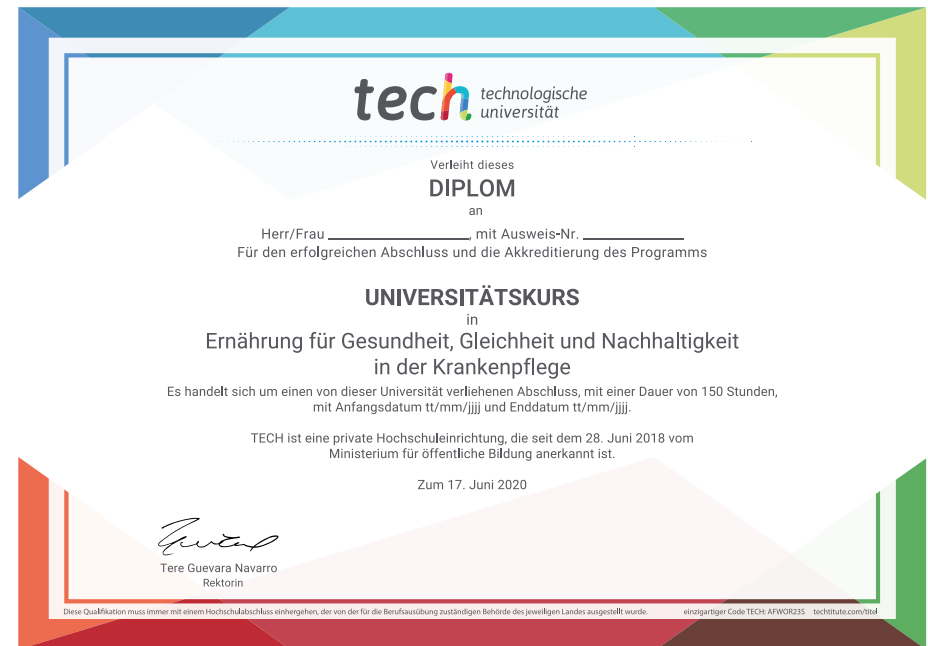 tech technologische
universität
Verleiht dieses
DIPLOM
an
Herr/Frau ____________________, mit Ausweis-Nr. ______________
Für den erfolgreichen Abschluss und die Akkreditierung des Programms
UNIVERSITÄTSKURS
in
Ernährung für Gesundheit, Gleichheit und Nachhaltigkeit
in der Krankenpflege
Es handelt sich um einen von dieser Universität verliehenen Abschluss, mit einer Dauer von 150 Stunden,
mit Anfangsdatum tt/mm/jjjj und Enddatum tt/mm/jjjj.
TECH ist eine private Hochschuleinrichtung, die seit dem 28. Juni 2018 vom
Ministerium für öffentliche Bildung anerkannt ist.
Zum 17. Juni 2020
Tere Guevara Navarro
Rektorin
Diese Qualifikation muss immer mit einem Hochschulabschluss einhergehen, der von der für die Berufsausübung zuständigen Behörde des jeweiligen Landes ausgestellt wurde. einzigartiger Code TECH: AFWOR23S techtitute.com/titel